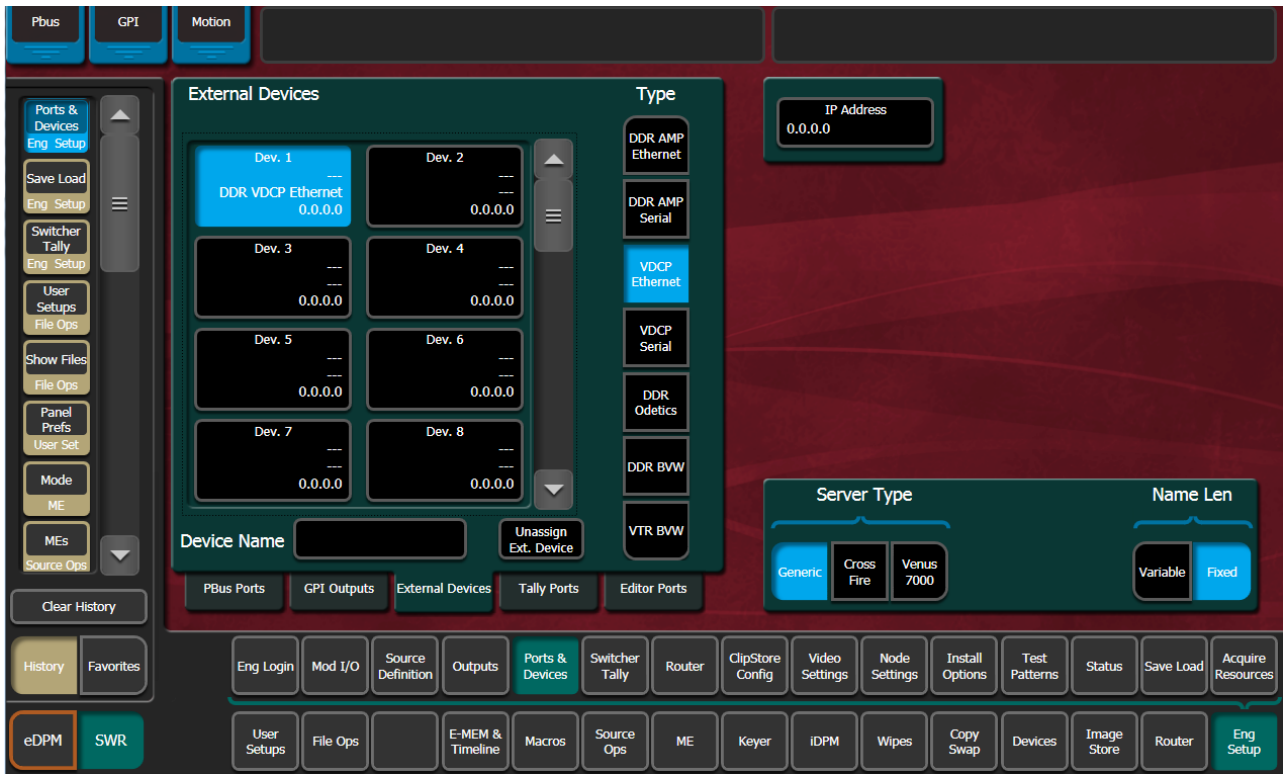 Pbus
GPI
Motion
Ports &
Devices
Eng Setup
Save Load
Eng Setup
Switcher
Tally
Eng Setup
User
Setups
File Ops
Show Files
File Ops
Panel
Prefs
User Set
Mode
ME
MEs
Source Ops
Clear History
History
Favorites
eDPM
SWR
External Devices
Type
Dev. 1
---
DDR VDCP Ethernet
0.0.0.0
Dev. 2
---
---
0.0.0.0
Dev. 3
---
---
0.0.0.0
Dev. 4
---
---
0.0.0.0
Dev. 5
---
---
0.0.0.0
Dev. 6
---
---
0.0.0.0
Dev. 7
---
---
0.0.0.0
Dev. 8
---
---
0.0.0.0
DDR AMP
Ethernet
DDR AMP
Serial
VDCP
Ethernet
VDCP
Serial
DDR
Odetics
DDR BVW
VTR BVW
Device Name
Unassign
Ext. Device
PBus Ports
GPI Outputs
External Devices
Tally Ports
Editor Ports
IP Address
0.0.0.0
Server Type
Generic
Cross
Fire
Venus
7000
Name Len
Variable
Fixed
Eng Login
Mod I/O
Source
Definition
Outputs
Ports &
Devices
Switcher
Tally
Router
ClipStore
Config
Video
Settings
Node
Settings
Install
Options
Test
Patterns
Status
Save Load
Acquire
Resources
User
Setups
File Ops
E-MEM &
Timeline
Macros
Source
Ops
ME
Keyer
iDPM
Wipes
Copy
Swap
Devices
Image
Store
Router
Eng
Setup